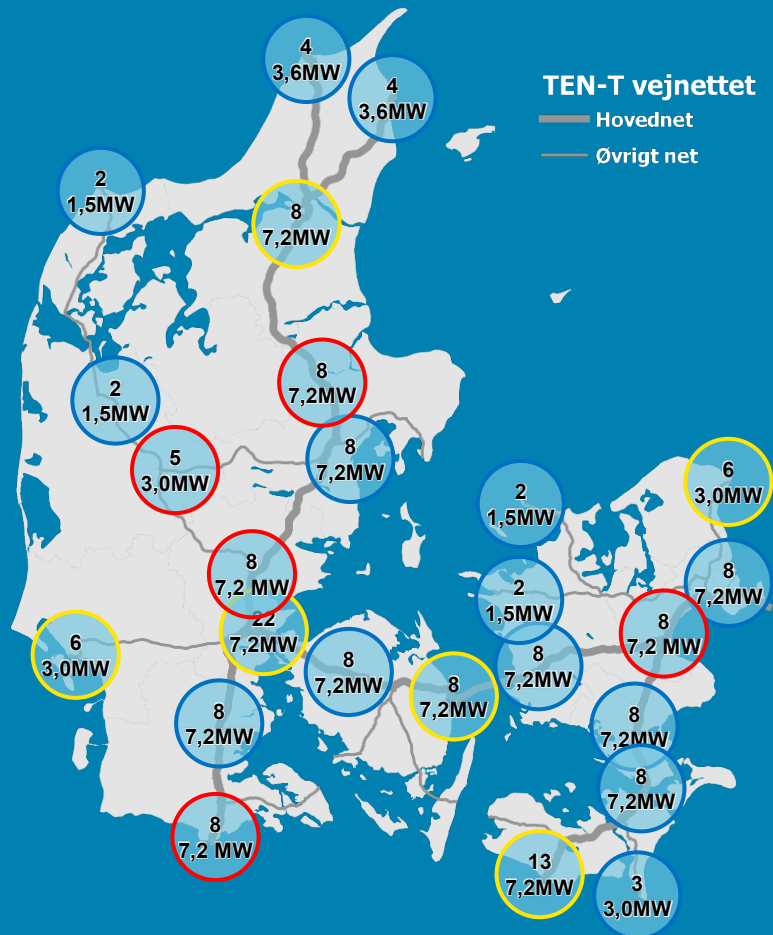 4
3,6MW
4
3,6MW
TEN-T vejnettet
Hovednet
Øvrigt net
2
1,5MW
8
7,2MW
8
7,2MW
2
1,5MW
8
7,2MW
5
3,0MW
6
3,0MW
2
1,5MW
8
7,2 MW
8
7,2MW
2
1,5MW
22
7,2MW
8
7,2 MW
6
3,0MW
8
7,2MW
8
7,2MW
8
7,2MW
8
7,2MW
8
7,2MW
8
7,2MW
8
7,2 MW
13
7,2MW
3
3,0MW